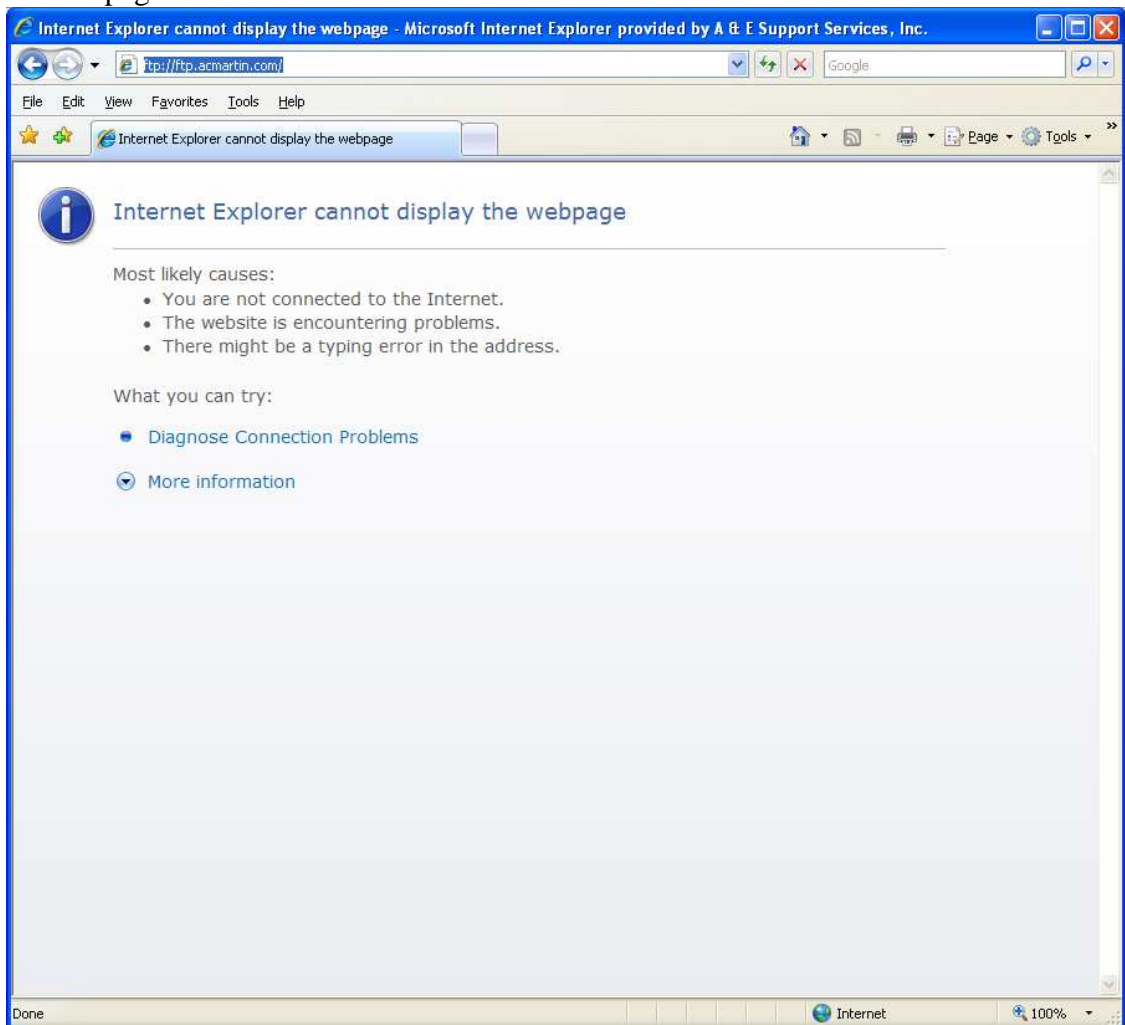 Internet Explorer cannot display the webpage - Microsoft Internet Explorer provided by A & E Support Services, Inc.
ftp://ftp.acmartin.com/
Google
File Edit View Favorites Tools Help
Internet Explorer cannot display the webpage
Page Tools »
Internet Explorer cannot display the webpage
Most likely causes:
• You are not connected to the Internet.
• The website is encountering problems.
• There might be a typing error in the address.
What you can try:
Diagnose Connection Problems
More information
Done Internet 100%